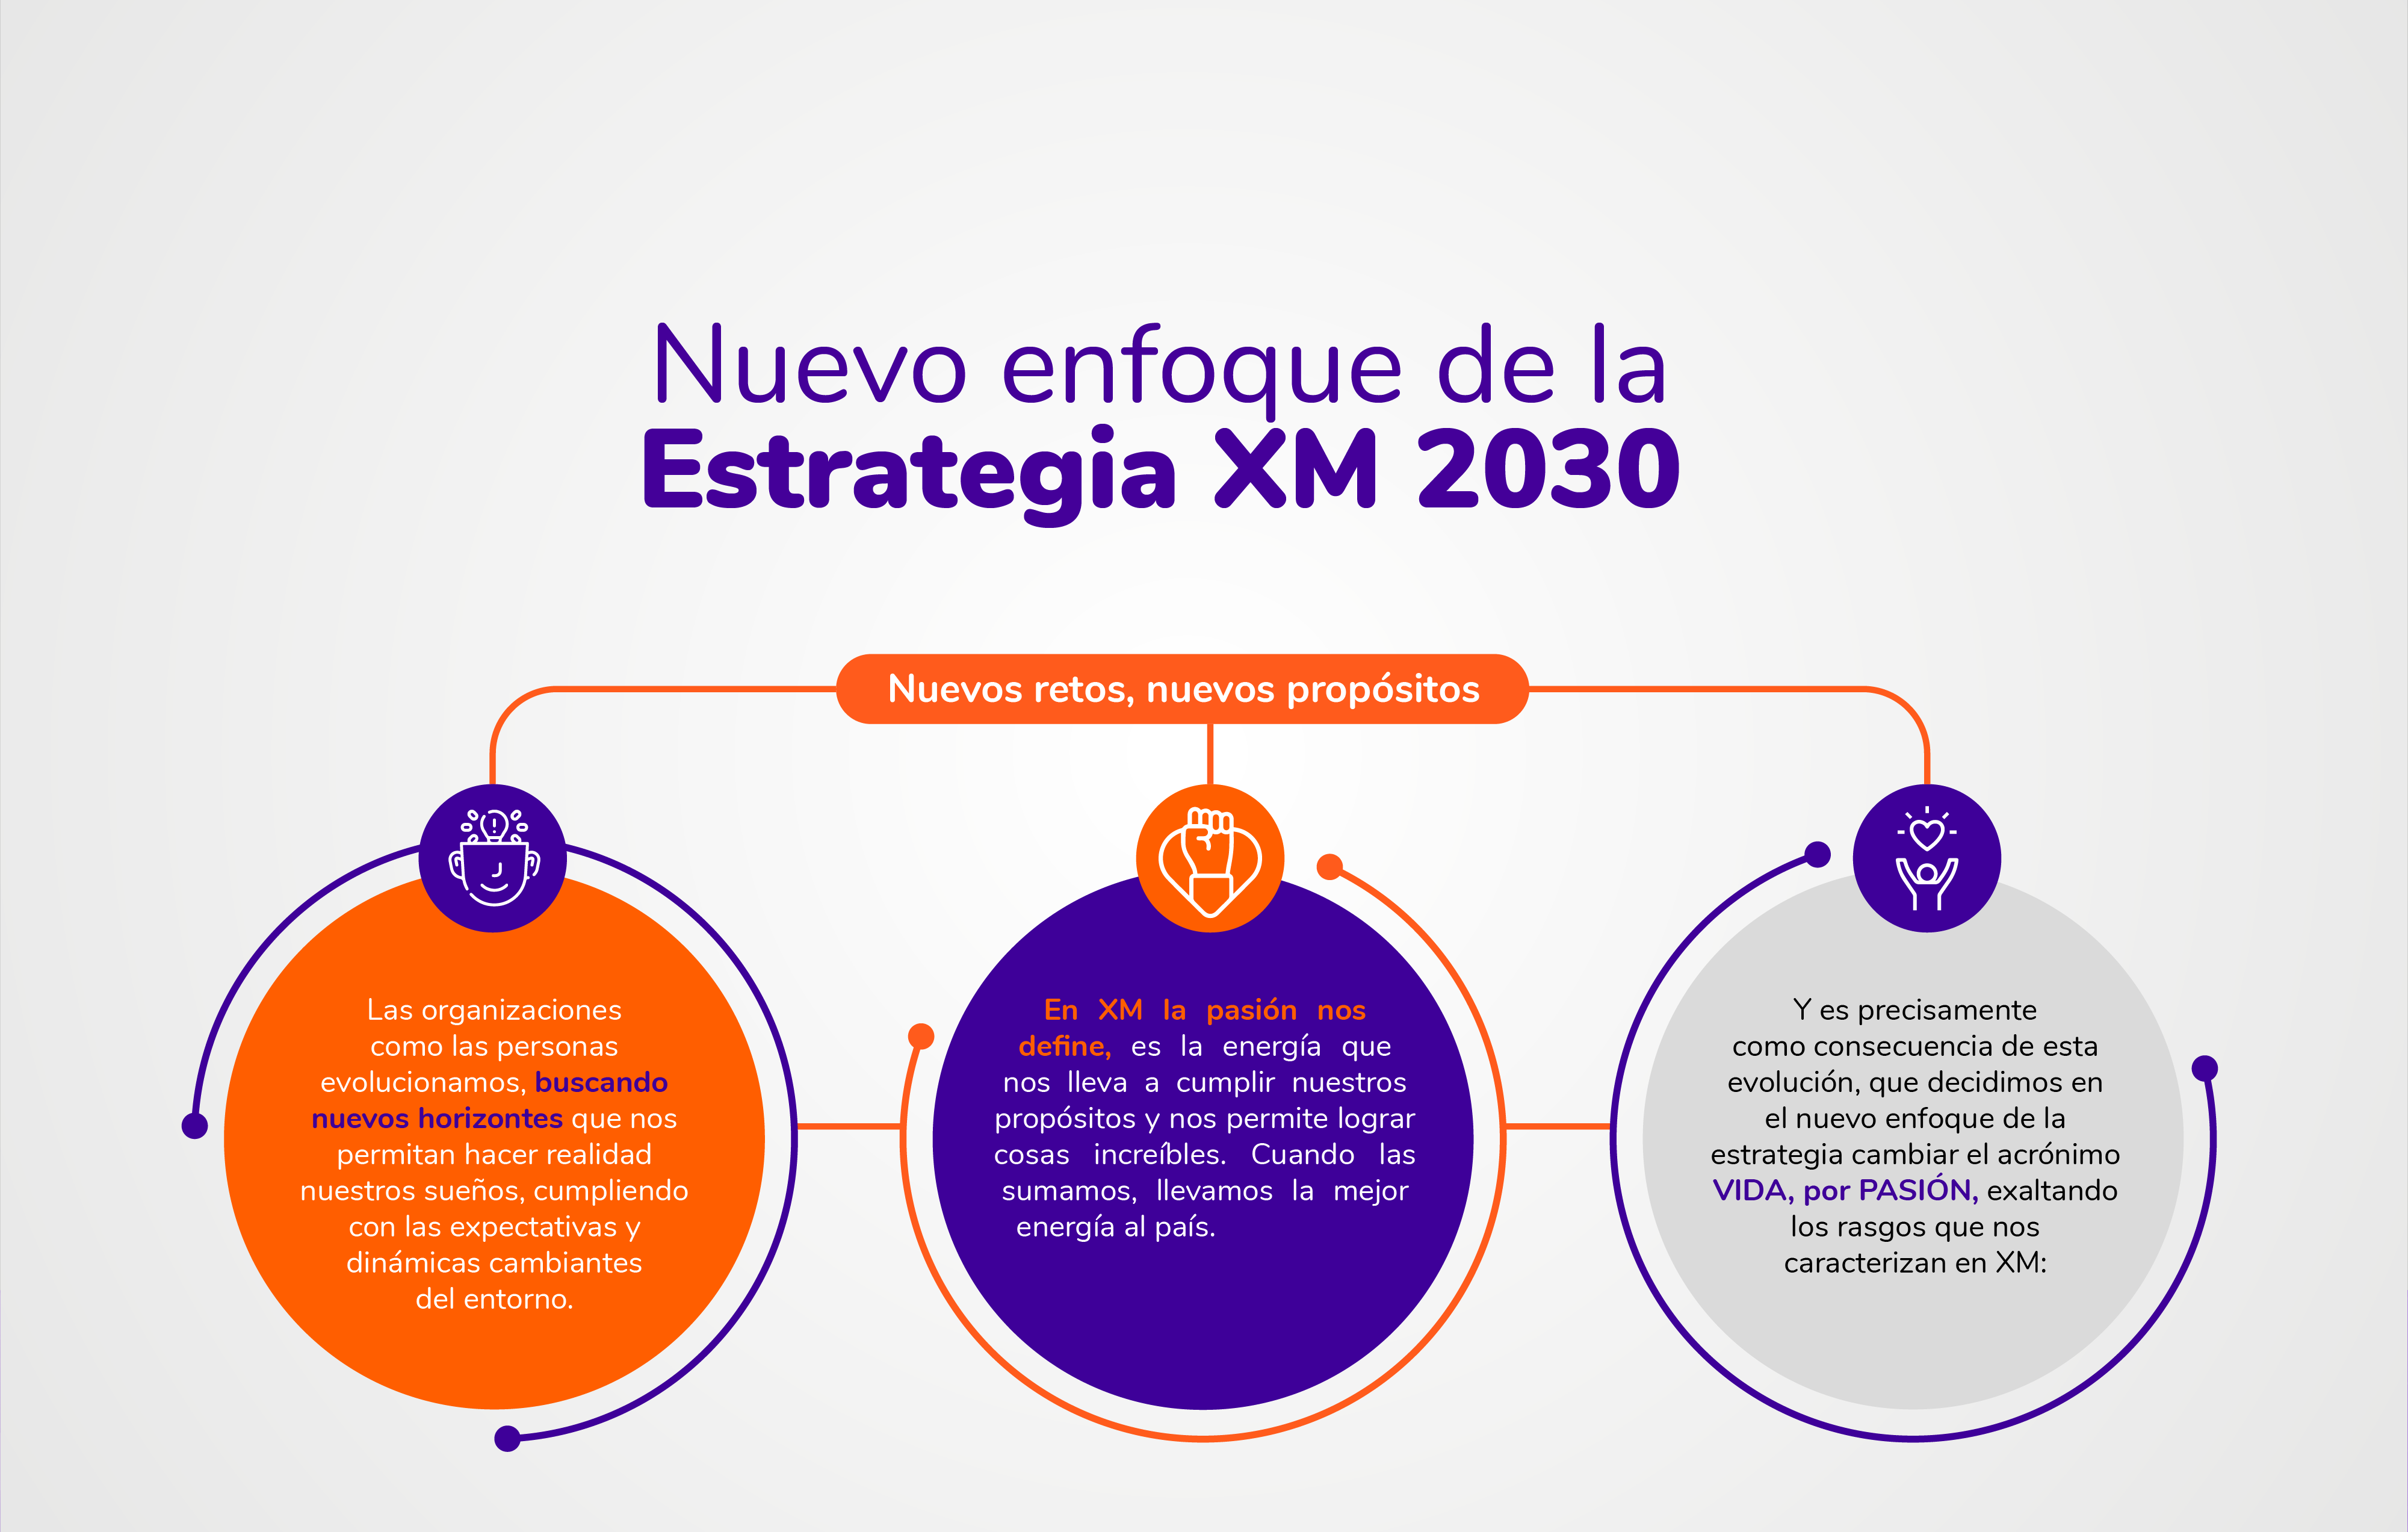 Nuevo enfoque de la
Estrategia XM 2030
Nuevos retos, nuevos propósitos
Las organizaciones
como las personas
evolucionamos, buscando
nuevos horizontes que nos
permitan hacer realidad
nuestros sueños, cumpliendo
con las expectativas y
dinámicas cambiantes
del entorno.
En XM la pasión nos
define, es la energía que
nos lleva a cumplir nuestros
propósitos y nos permite lograr
cosas increíbles. Cuando las
sumamos, llevamos la mejor
energía al país.
Y es precisamente
como consecuencia de esta
evolución, que decidimos en
el nuevo enfoque de la
estrategia cambiar el acrónimo
VIDA, por PASIÓN, exaltando
los rasgos que nos
caracterizan en XM: